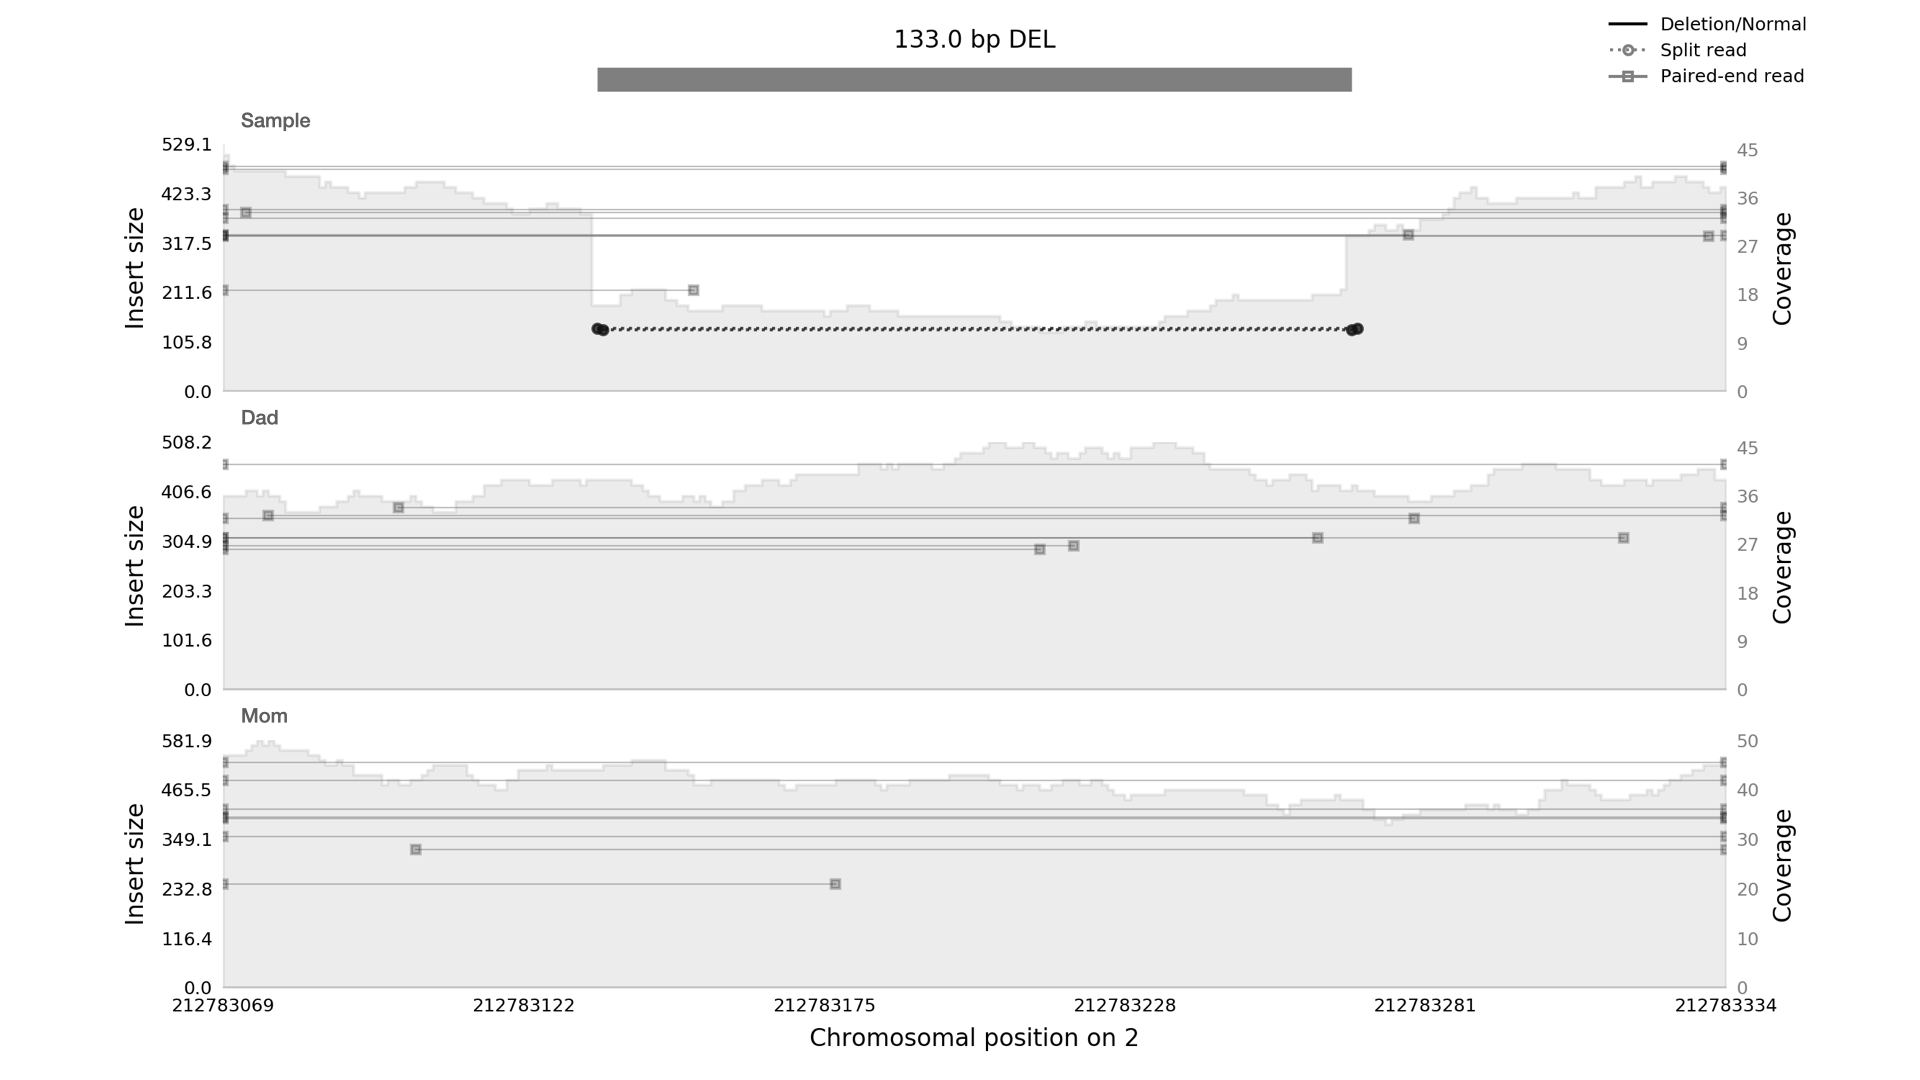 133.0 bp DEL
Deletion/Normal
Split read
Paired-end read
Sample
529.1
423.3
317.5
211.6
105.8
0.0
Insert size
45
36
27
18
9
0
Coverage
Dad
508.2
406.6
304.9
203.3
101.6
0.0
Insert size
45
36
27
18
9
0
Coverage
Mom
581.9
465.5
349.1
232.8
116.4
0.0
Insert size
50
40
30
20
10
0
Coverage
212783069 212783122 212783175 212783228 212783281 212783334
Chromosomal position on 2